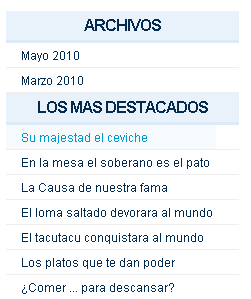 ARCHIVOS
Mayo 2010
Marzo 2010
LOS MAS DESTACADOS
Su majestad el ceviche
En la mesa el soberano es el pato
La Causa de nuestra fama
El loma saltado devorara al mundo
El tacutacu conquistara al mundo
Los platos que te dan poder
¿Comer ... para descansar?